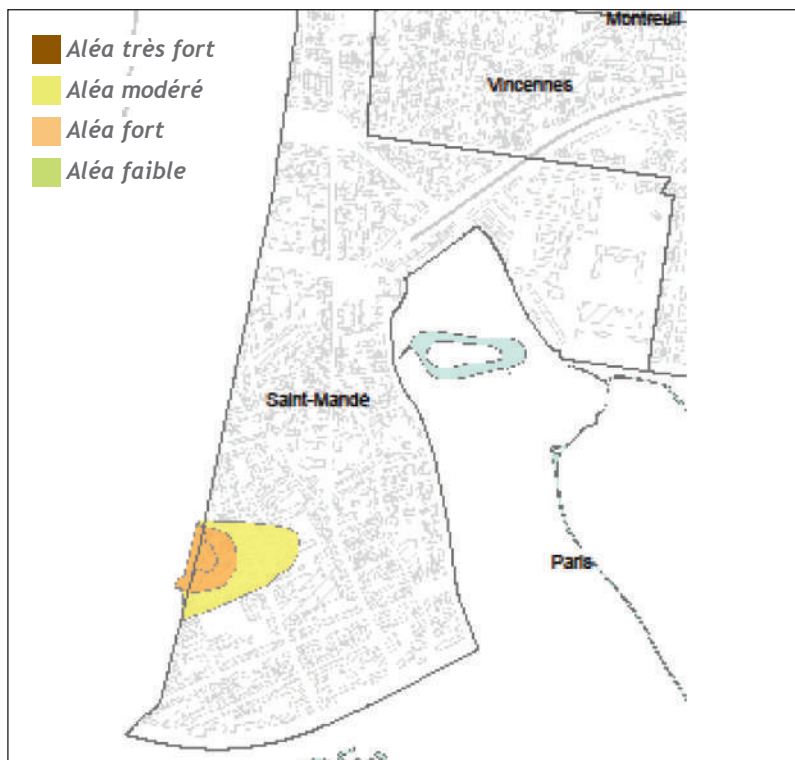 Montreuil
Aléa très fort
Vincennes
Aléa modéré
Aléa fort
Aléa faible
Saint-Mandé
Paris